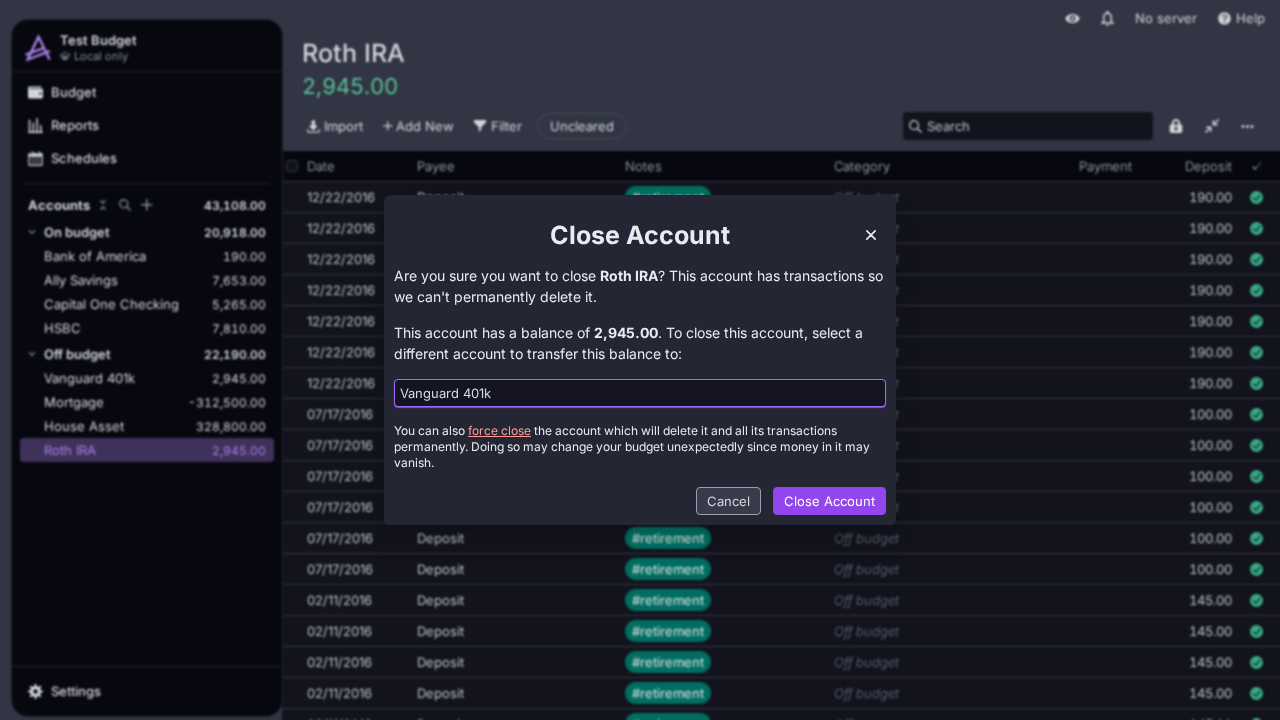 Test Budget
Local only
Budget
Reports
Schedules
Accounts 43,108.00
On budget 20,918.00
Bank of America 190.00
Ally Savings 7,653.00
Capital One Checking 5,265.00
HSBC 7,810.00
Off budget 22,190.00
Vanguard 401k 2,945.00
Mortgage -312,500.00
House Asset 328,800.00
Roth IRA 2,945.00
Settings
No server Help
Roth IRA
2,945.00
Import + Add New Filter Uncleared Search
Date Payee Notes Category Payment Deposit
12/22/2016 190.00
12/22/2016 190.00
12/22/2016 190.00
12/22/2016 190.00
12/22/2016 190.00
12/22/2016 190.00
12/22/2016 190.00
07/17/2016 100.00
07/17/2016 100.00
07/17/2016 100.00
07/17/2016 100.00
07/17/2016 Deposit #retirement Off budget 100.00
07/17/2016 Deposit #retirement Off budget 100.00
02/11/2016 Deposit #retirement Off budget 145.00
02/11/2016 Deposit #retirement Off budget 145.00
02/11/2016 Deposit #retirement Off budget 145.00
02/11/2016 Deposit #retirement Off budget 145.00
Close Account
Are you sure you want to close Roth IRA? This account has transactions so
we can't permanently delete it.
This account has a balance of 2,945.00. To close this account, select a
different account to transfer this balance to:
Vanguard 401k
You can also force close the account which will delete it and all its transactions
permanently. Doing so may change your budget unexpectedly since money in it may
vanish.
Cancel Close Account